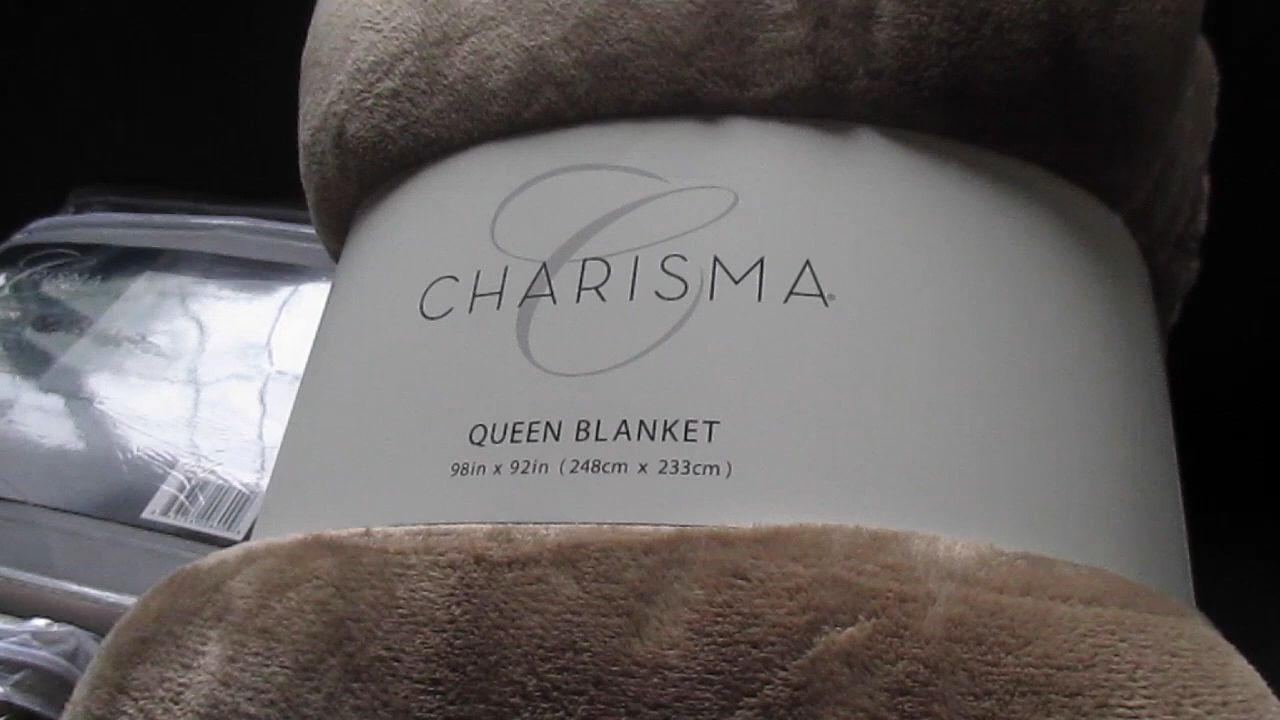 C
CHARISMA®
QUEEN BLANKET
98in x 92in (248cm x 233cm)